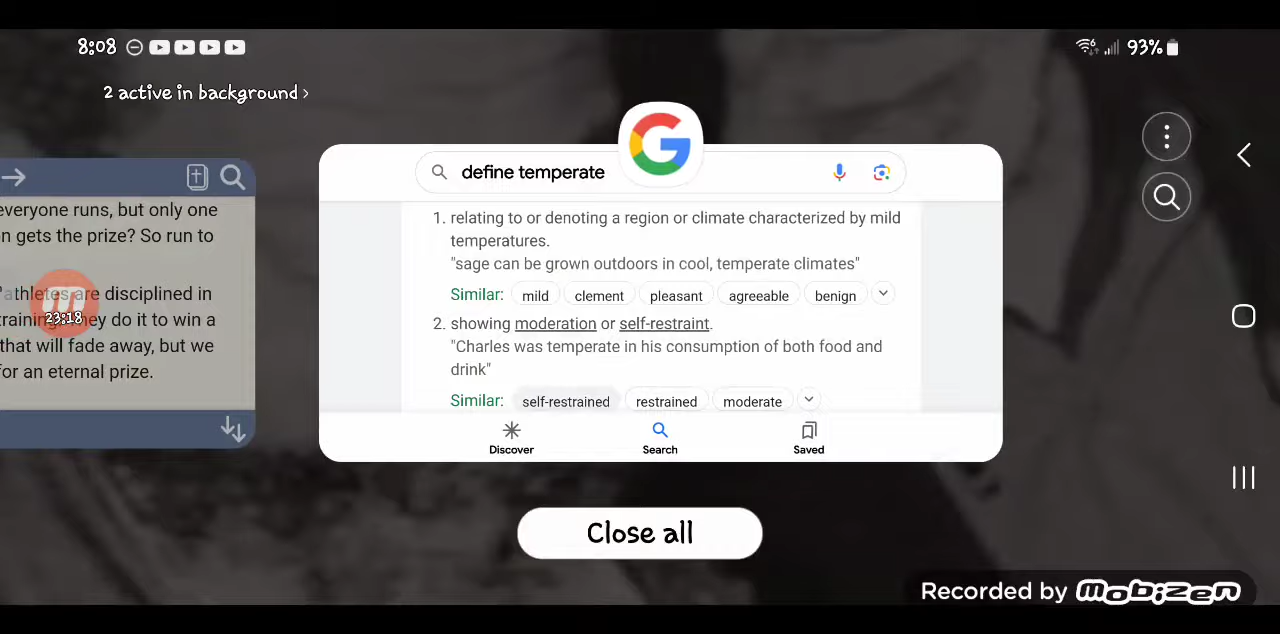 8:08
93%
2 active in background >
everyone runs, but only one
n gets the prize? So run to
athletes are disciplined in
training. They do it to win a
that will fade away, but we
for an eternal prize.
23:18
define temperate
1. relating to or denoting a region or climate characterized by mild
temperatures.
"sage can be grown outdoors in cool, temperate climates"
Similar: mild clement pleasant agreeable benign
2. showing moderation or self-restraint.
"Charles was temperate in his consumption of both food and
drink"
Similar: self-restrained restrained moderate
Discover Search Saved
Close all
Recorded by mobizen